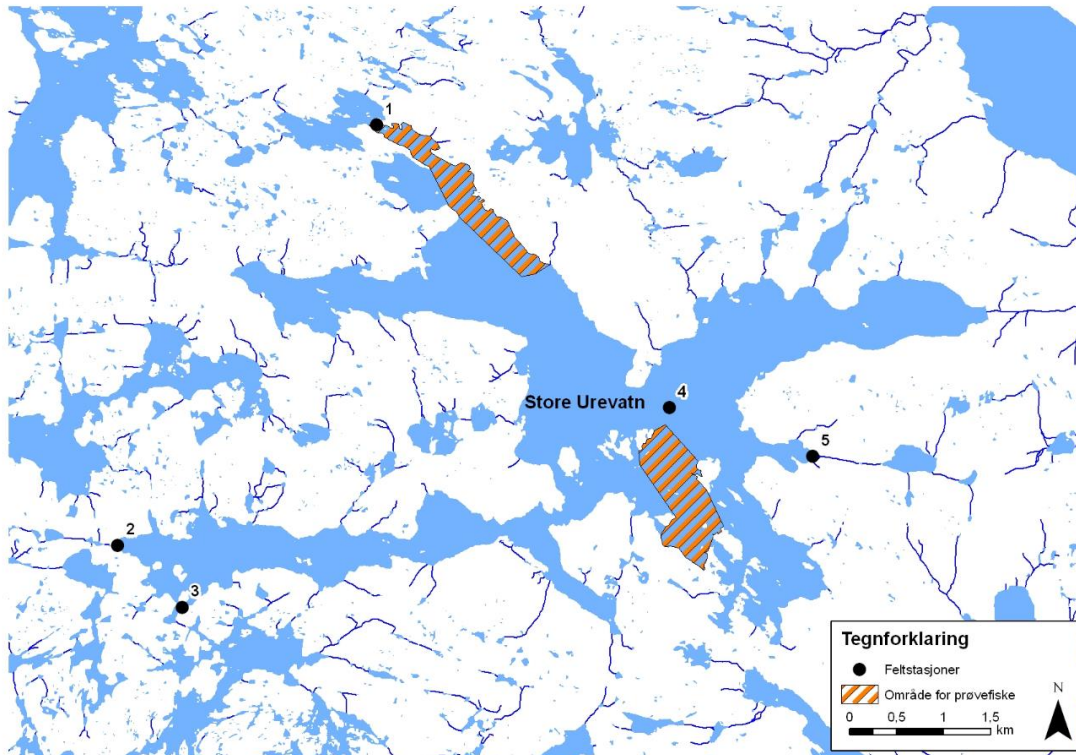 1
Store Urevatn
4
5
2
3
Tegnforklaring
Feltstasjoner
Område for prøvefiske
0 0,5 1 1,5
km
N